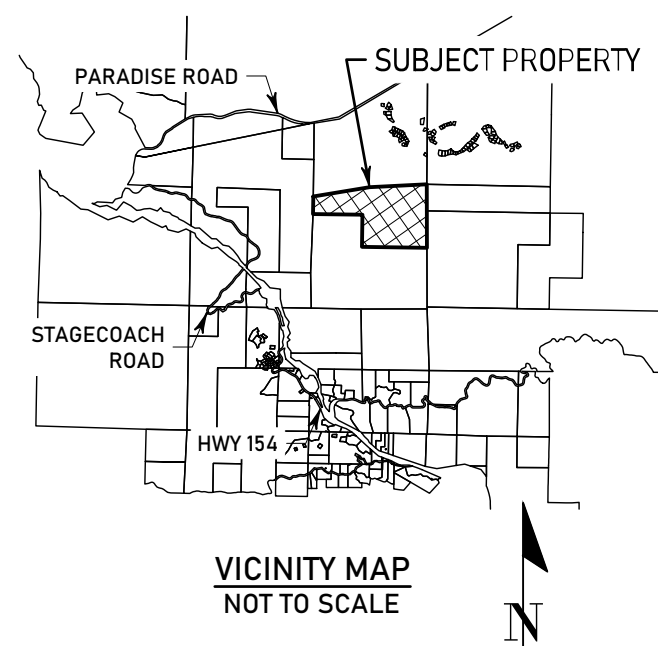 SUBJECT PROPERTY
PARADISE ROAD
STAGECOACH
ROAD
HWY 154
VICINITY MAP
NOT TO SCALE
N